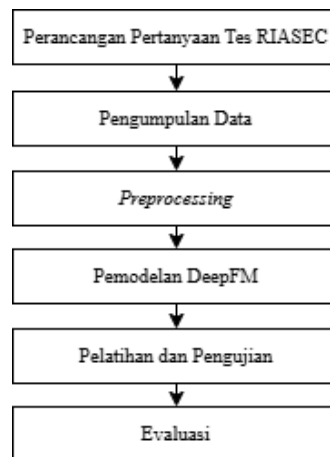 Perancangan Pertanyaan Tes RIASEC
Pengumpulan Data
Preprocessing
Pemodelan DeepFM
Pelatihan dan Pengujian
Evaluasi